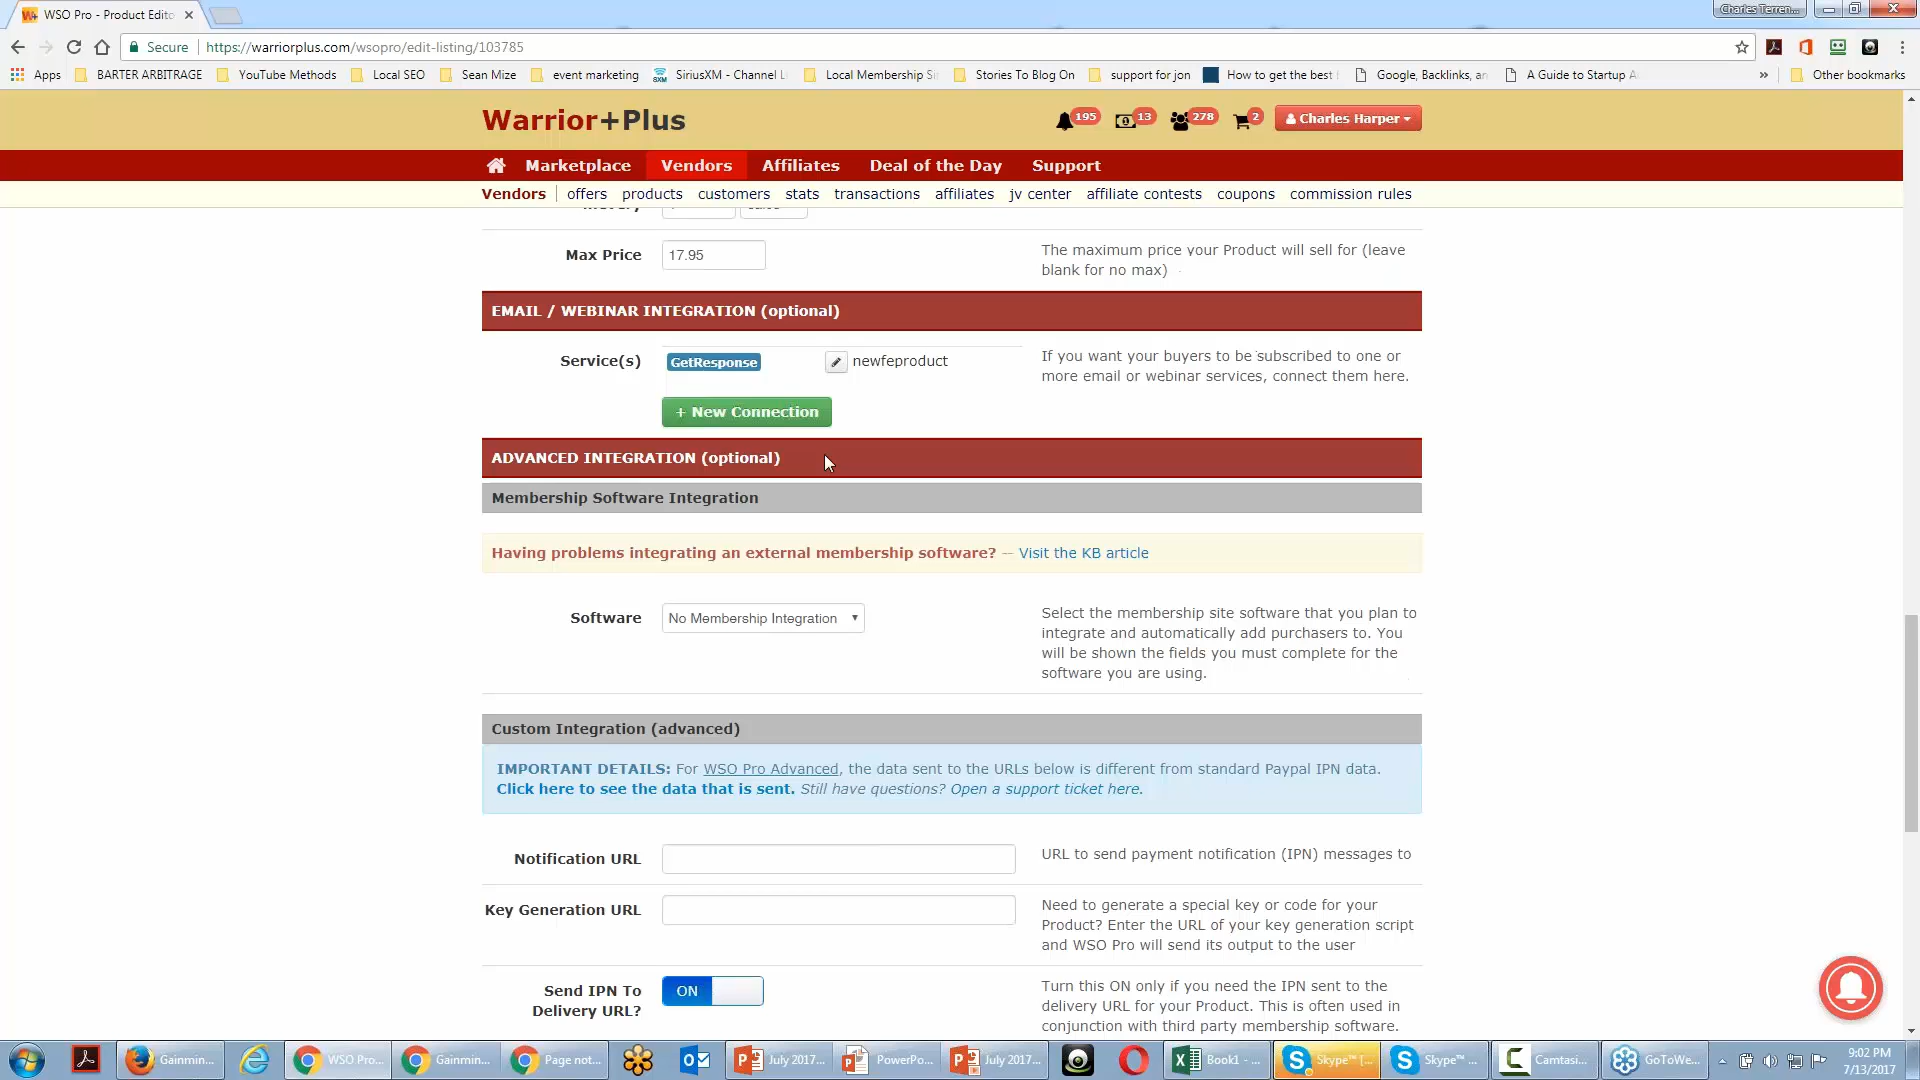 WSO Pro - Product Edito
Charles Terren...
Secure
https://warriorplus.com/wsopro/edit-listing/103785
Apps BARTER ARBITRAGE YouTube Methods Local SEO Sean Mize event marketing SiriusXM - Channel L Local Membership Si Stories To Blog On support for jon How to get the best Google, Backlinks, an A Guide to Startup A » Other bookmarks
Warrior+Plus
195 13 278 2 Charles Harper
Marketplace Vendors Affiliates Deal of the Day Support
Vendors offers products customers stats transactions affiliates jv center affiliate contests coupons commission rules
Max Price 17.95
The maximum price your Product will sell for (leave
blank for no max)
EMAIL / WEBINAR INTEGRATION (optional)
Service(s) GetResponse newfeproduct
If you want your buyers to be subscribed to one or
more email or webinar services, connect them here.
+ New Connection
ADVANCED INTEGRATION (optional)
Membership Software Integration
Having problems integrating an external membership software? -- Visit the KB article
Software No Membership Integration
Select the membership site software that you plan to
integrate and automatically add purchasers to. You
will be shown the fields you must complete for the
software you are using.
Custom Integration (advanced)
IMPORTANT DETAILS: For WSO Pro Advanced, the data sent to the URLs below is different from standard Paypal IPN data.
Click here to see the data that is sent. Still have questions? Open a support ticket here.
Notification URL
URL to send payment notification (IPN) messages to
Key Generation URL
Need to generate a special key or code for your
Product? Enter the URL of your key generation script
and WSO Pro will send its output to the user
Send IPN To
Delivery URL?
ON
Turn this ON only if you need the IPN sent to the
delivery URL for your Product. This is often used in
conjunction with third party membership software.
Gainmin... WSO Pro... Gainmin... Page not... July 2017... PowerPo... July 2017... Book1 - ... Skype™ [... Skype™ ... Camtasi... GoToWe...
9:02 PM
7/13/2017